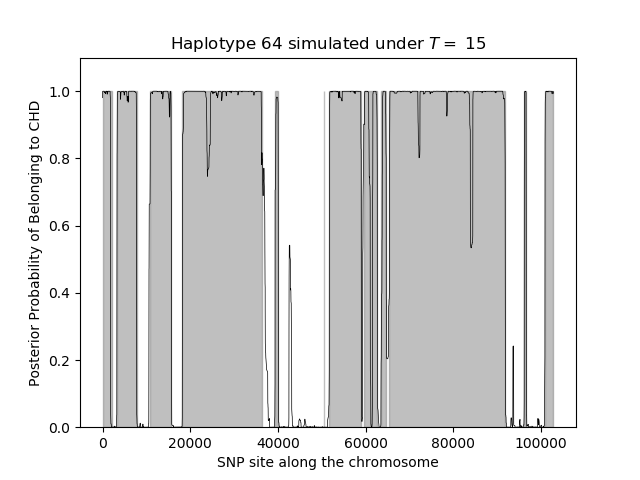 Haplotype 64 simulated under T = 15
Posterior Probability of Belonging to CHD
1.0
0.8
0.6
0.4
0.2
0.0
0 20000 40000 60000 80000 100000
SNP site along the chromosome